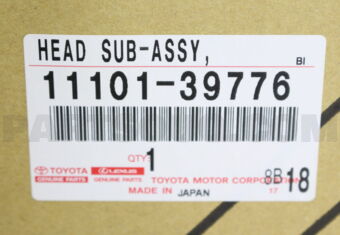 HEAD SUB-ASSY,
BI
11101-39776
QTY 1
TOYOTA LEXUS
GENUINE PARTS GENUINE PARTS TOYOTA MOTOR CORPORATION
8B 18
MADE IN JAPAN 17